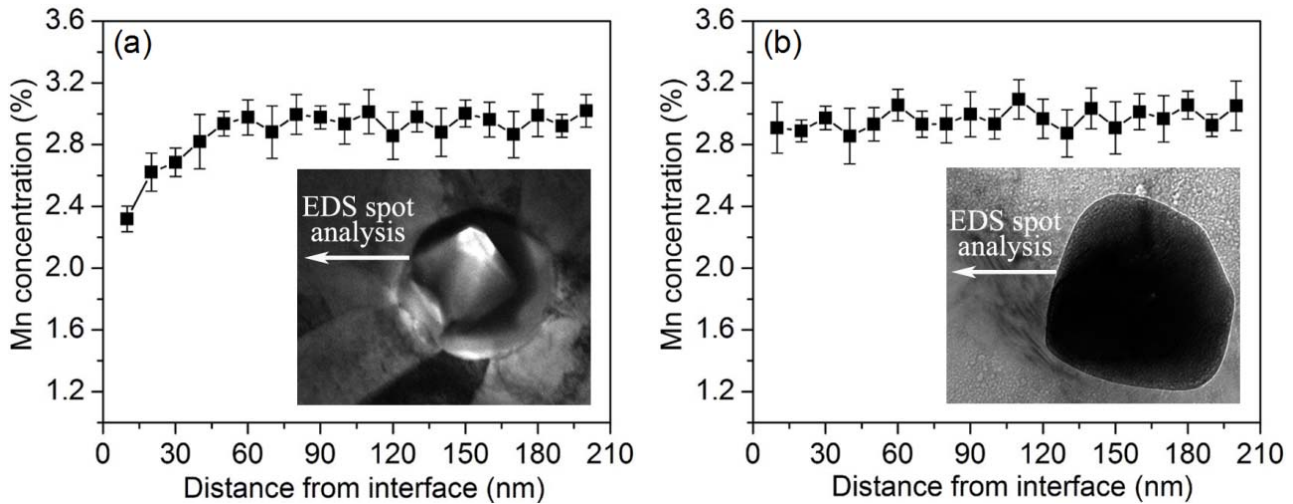 (a)
3.6
3.2
2.8
2.4
2.0
1.6
1.2
Mn concentration (%)
EDS spot
analysis
0 30 60 90 120 150 180 210
Distance from interface (nm)
(b)
3.6
3.2
2.8
2.4
2.0
1.6
1.2
Mn concentration (%)
EDS spot
analysis
0 30 60 90 120 150 180 210
Distance from interface (nm)